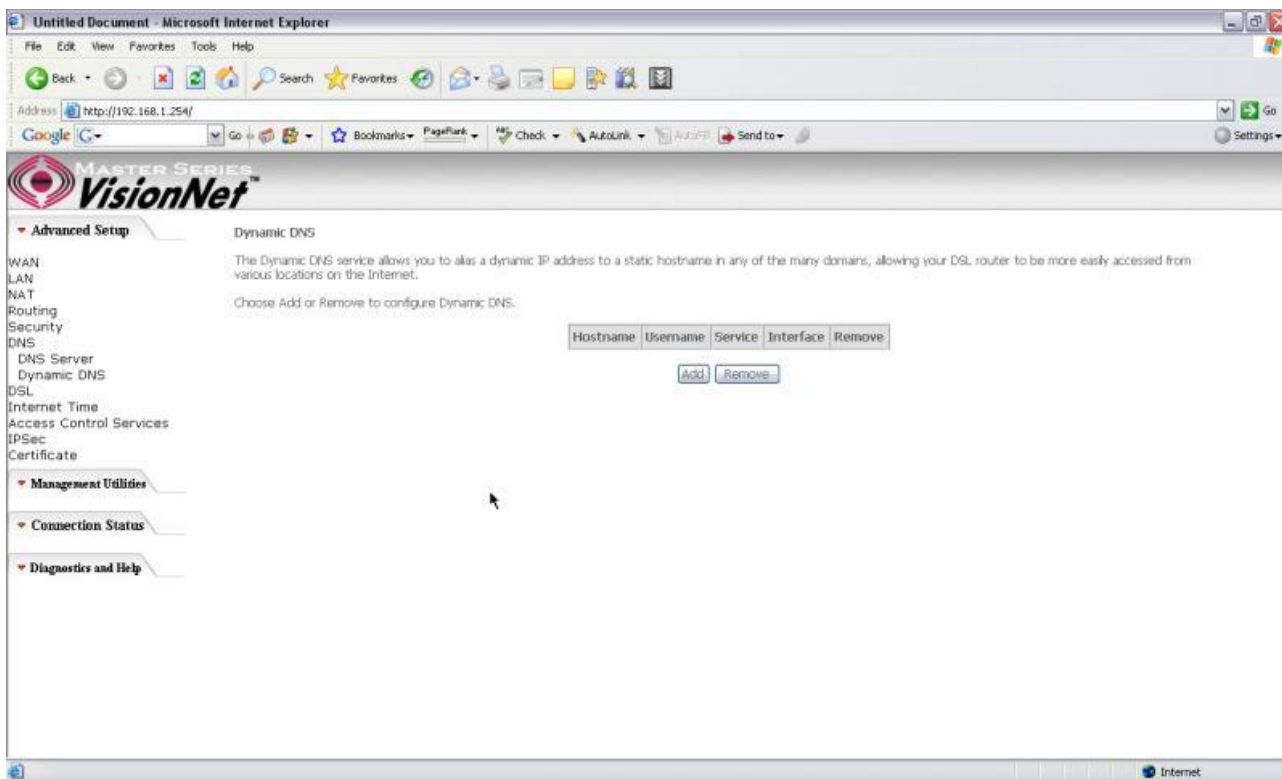 Untitled Document - Microsoft Internet Explorer
File Edit View Favorites Tools Help
Back Search Favorites
Address http://192.168.1.254/ Go
Google G Go Bookmarks PageRank Check AutoLink AutoFill Send to Settings
MASTER SERIES
VisionNet™
Advanced Setup
WAN
LAN
NAT
Routing
Security
DNS
DNS Server
Dynamic DNS
DSL
Internet Time
Access Control Services
IPSec
Certificate
Management Utilities
Connection Status
Diagnostics and Help
Dynamic DNS
The Dynamic DNS service allows you to alias a dynamic IP address to a static hostname in any of the many domains, allowing your DSL router to be more easily accessed from
various locations on the Internet.
Choose Add or Remove to configure Dynamic DNS.
Hostname Username Service Interface Remove
Add Remove
Internet